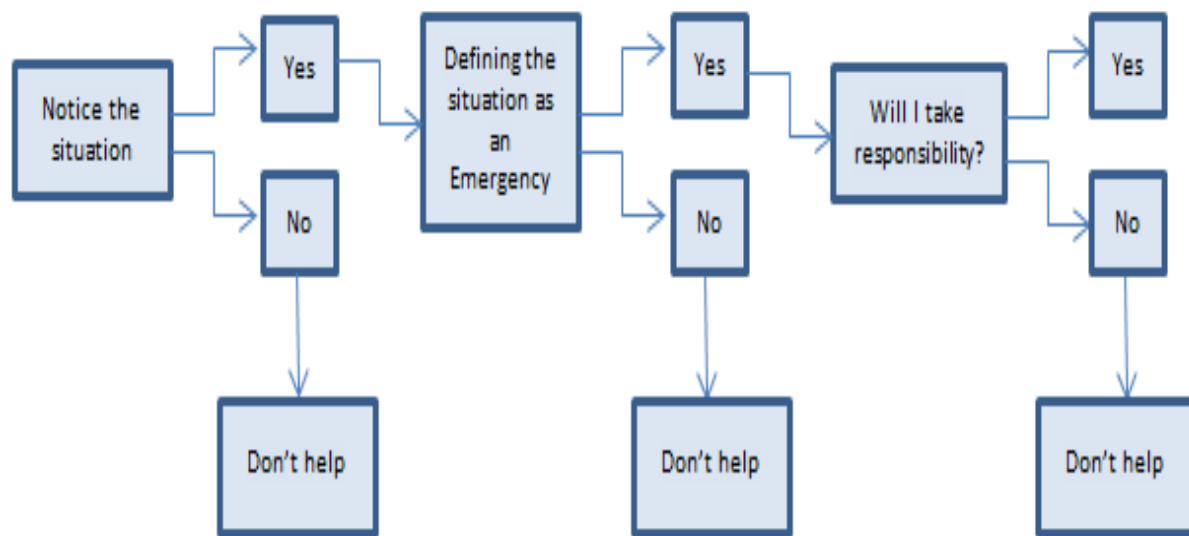 Notice the
situation
Yes
No
Don't help
Defining the
situation as
an
Emergency
Yes
No
Don't help
Will I take
responsibility?
Yes
No
Don't help